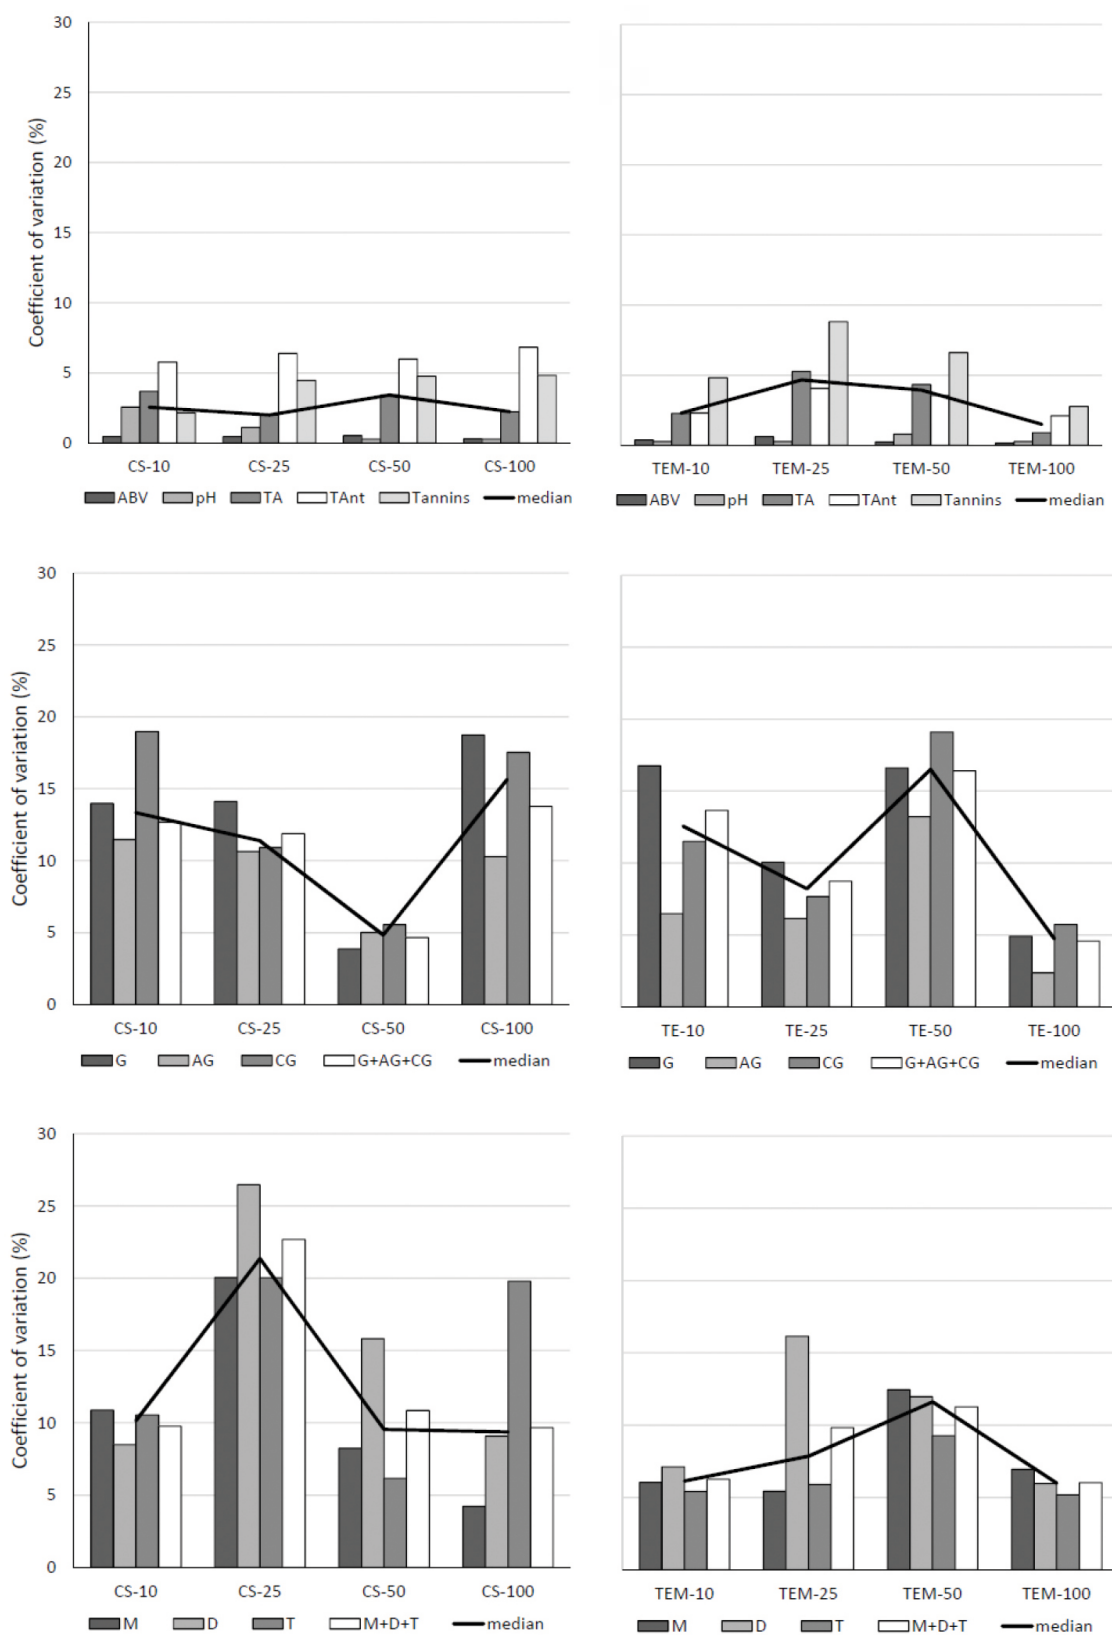 30
25
20
15
10
5
0
Coefficient of variation (%)
CS-10 CS-25 CS-50 CS-100
ABV pH TA TAnt Tannins median
TEM-10 TEM-25 TEM-50 TEM-100
ABV pH TA TAnt Tannins median
30
25
20
15
10
5
0
Coefficient of variation (%)
CS-10 CS-25 CS-50 CS-100
G AG CG G+AG+CG median
TE-10 TE-25 TE-50 TE-100
G AG CG G+AG+CG median
30
25
20
15
10
5
0
Coefficient of variation (%)
CS-10 CS-25 CS-50 CS-100
M D T M+D+T median
TEM-10 TEM-25 TEM-50 TEM-100
M D T M+D+T median